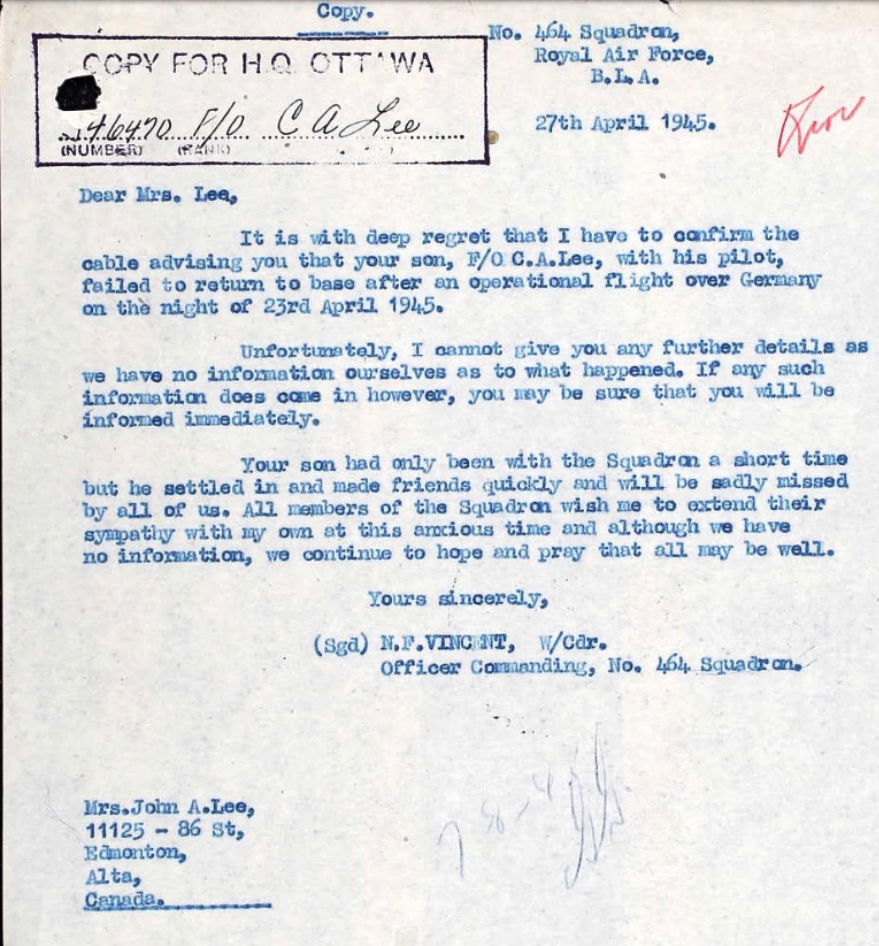 Copy.
No. 464 Squadron,
Royal Air Force,
B.L.A.
COPY FOR H.Q. OTTAWA
46470 F/O C A Lee
(NUMBER) (RANK)
27th April 1945.
Dear Mrs. Lee,
It is with deep regret that I have to confirm the
cable advising you that your son, F/O C.A.Lee, with his pilot,
failed to return to base after an operational flight over Germany
on the night of 23rd April 1945.
Unfortunately, I cannot give you any further details as
we have no information ourselves as to what happened. If any such
information does come in however, you may be sure that you will be
informed immediately.
Your son had only been with the Squadron a short time
but he settled in and made friends quickly and will be sadly missed
by all of us. All members of the Squadron wish me to extend their
sympathy with my own at this anxious time and although we have
no information, we continue to hope and pray that all may be well.
Yours sincerely,
(Sgd) N.F.VINCENT, W/Cdr.
Officer Commanding, No. 464 Squadron.
Mrs.John A.Lee,
11125 - 86 St,
Edmonton,
Alta,
Canada.